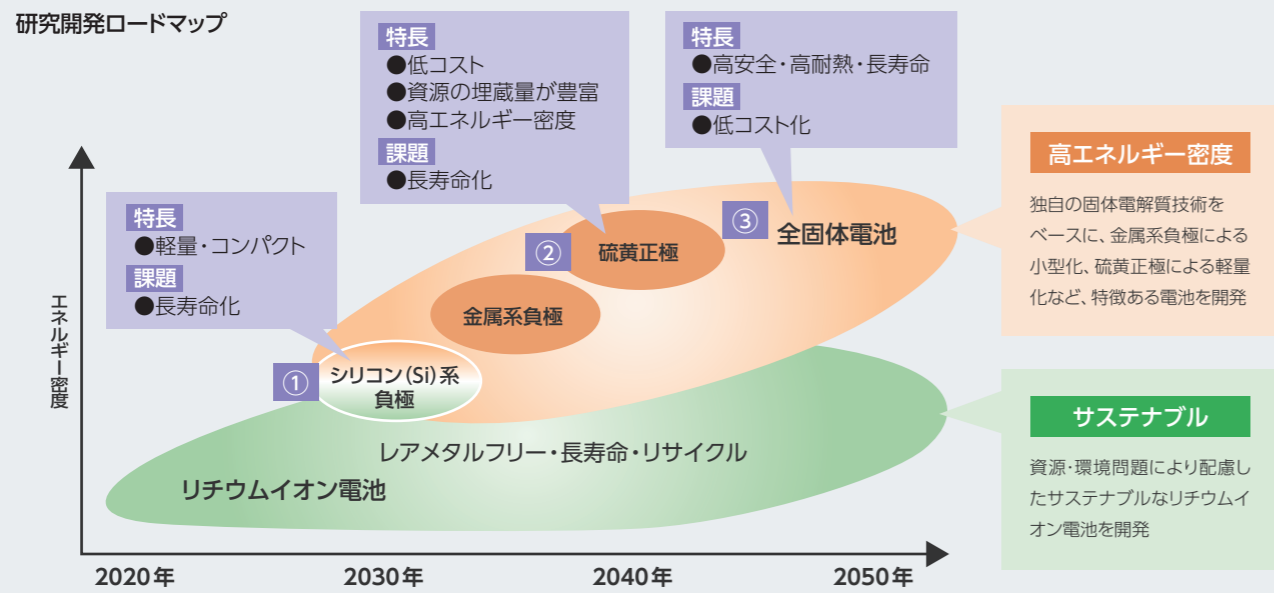 研究開発ロードマップ
特長
●低コスト
●資源の埋蔵量が豊富
●高エネルギー密度
課題
●長寿命化
特長
●高安全・高耐熱・長寿命
課題
●低コスト化
特長
●軽量・コンパクト
課題
●長寿命化
エネルギー密度
① シリコン(Si)系
負極
金属系負極
② 硫黄正極
③ 全固体電池
レアメタルフリー・長寿命・リサイクル
リチウムイオン電池
2020年 2030年 2040年 2050年
高エネルギー密度
独自の固体電解質技術を
ベースに、金属系負極による
小型化、硫黄正極による軽量
化など、特徴ある電池を開発
サステナブル
資源・環境問題により配慮し
たサステナブルなリチウムイ
オン電池を開発